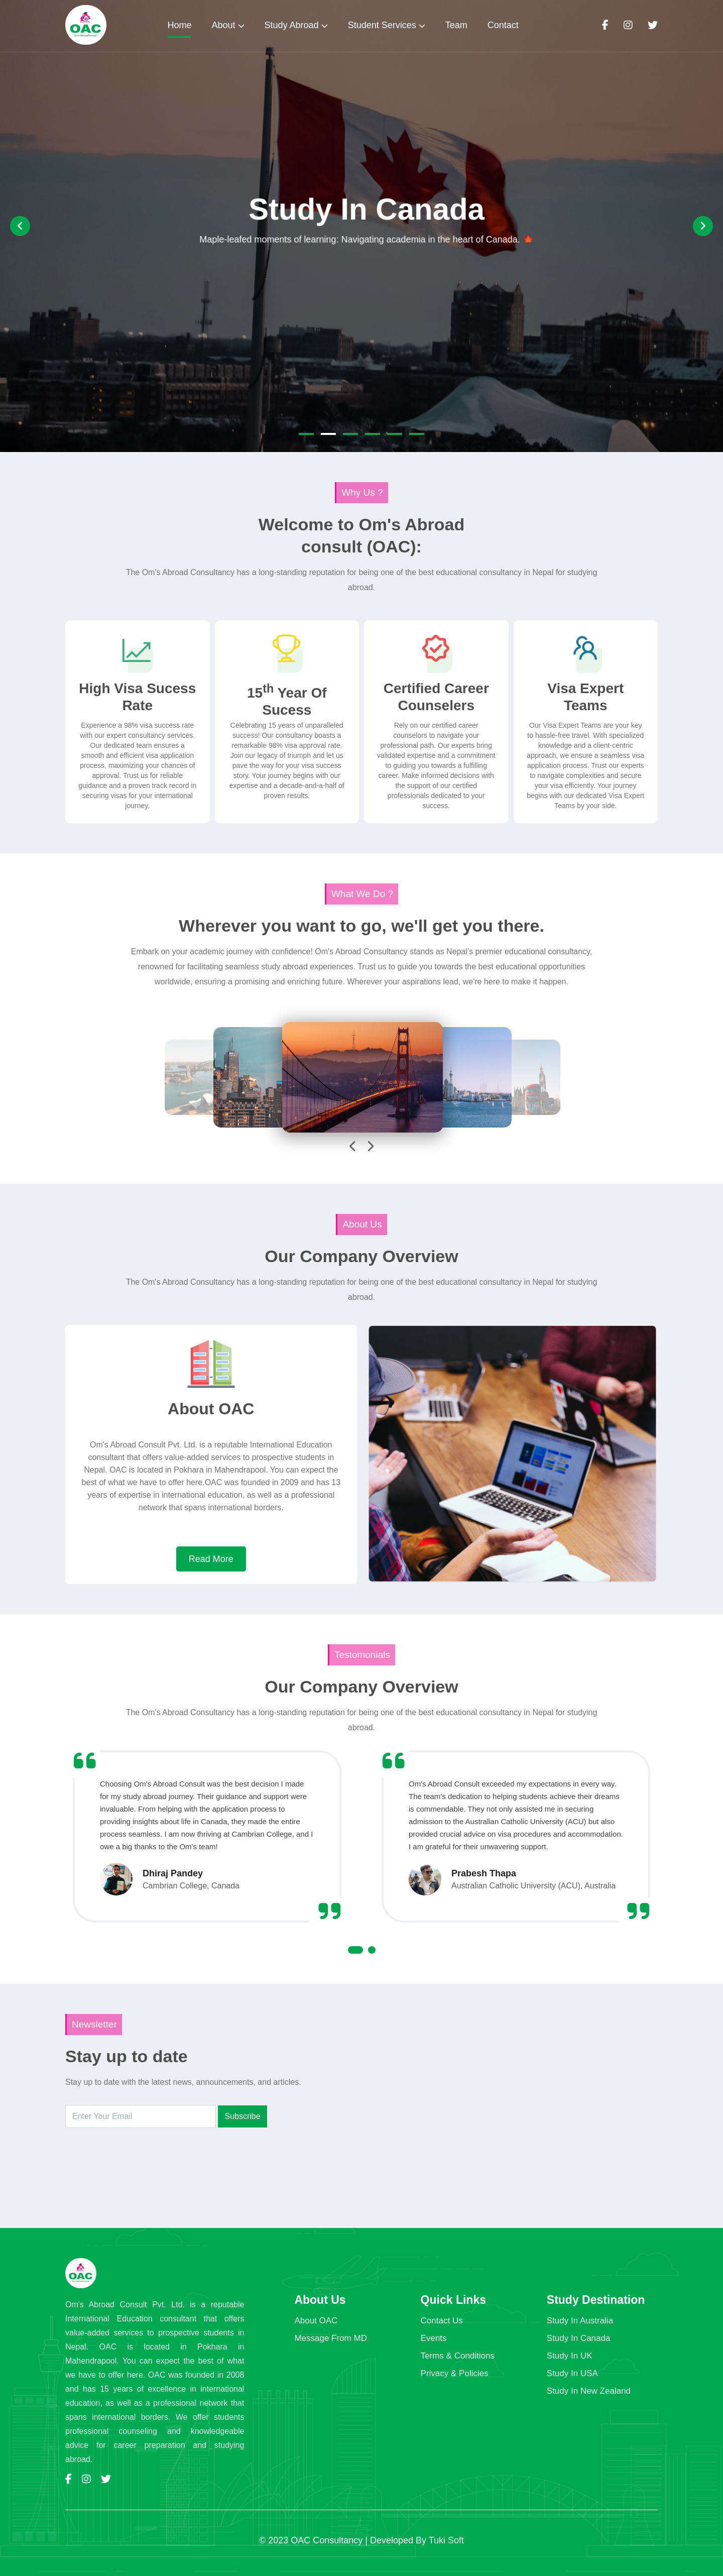 OAC
Home
About
Study Abroad
Student Services
Team
Contact
Study In Canada
Maple-leafed moments of learning: Navigating academia in the heart of Canada. 🍁
Why Us ?
Welcome to Om's Abroad
consult (OAC):
The Om's Abroad Consultancy has a long-standing reputation for being one of the best educational consultancy in Nepal for studying
abroad.
High Visa Sucess
Rate
Experience a 98% visa success rate
with our expert consultancy services.
Our dedicated team ensures a
smooth and efficient visa application
process, maximizing your chances of
approval. Trust us for reliable
guidance and a proven track record in
securing visas for your international
journey.
15th Year Of
Sucess
Celebrating 15 years of unparalleled
success! Our consultancy boasts a
remarkable 98% visa approval rate.
Join our legacy of triumph and let us
pave the way for your visa success
story. Your journey begins with our
expertise and a decade-and-a-half of
proven results.
Certified Career
Counselers
Rely on our certified career
counselors to navigate your
professional path. Our experts bring
validated expertise and a commitment
to guiding you towards a fulfilling
career. Make informed decisions with
the support of our certified
professionals dedicated to your
success.
Visa Expert
Teams
Our Visa Expert Teams are your key
to hassle-free travel. With specialized
knowledge and a client-centric
approach, we ensure a seamless visa
application process. Trust our experts
to navigate complexities and secure
your visa efficiently. Your journey
begins with our dedicated Visa Expert
Teams by your side.
What We Do ?
Wherever you want to go, we'll get you there.
Embark on your academic journey with confidence! Om's Abroad Consultancy stands as Nepal's premier educational consultancy,
renowned for facilitating seamless study abroad experiences. Trust us to guide you towards the best educational opportunities
worldwide, ensuring a promising and enriching future. Wherever your aspirations lead, we're here to make it happen.
About Us
Our Company Overview
The Om's Abroad Consultancy has a long-standing reputation for being one of the best educational consultancy in Nepal for studying
abroad.
About OAC
Om's Abroad Consult Pvt. Ltd. is a reputable International Education
consultant that offers value-added services to prospective students in
Nepal. OAC is located in Pokhara in Mahendrapool. You can expect the
best of what we have to offer here.OAC was founded in 2009 and has 13
years of expertise in international education, as well as a professional
network that spans international borders.
Read More
Testomonials
Our Company Overview
The Om's Abroad Consultancy has a long-standing reputation for being one of the best educational consultancy in Nepal for studying
abroad.
Choosing Om's Abroad Consult was the best decision I made
for my study abroad journey. Their guidance and support were
invaluable. From helping with the application process to
providing insights about life in Canada, they made the entire
process seamless. I am now thriving at Cambrian College, and I
owe a big thanks to the Om's team!
Dhiraj Pandey
Cambrian College, Canada
Om's Abroad Consult exceeded my expectations in every way.
The team's dedication to helping students achieve their dreams
is commendable. They not only assisted me in securing
admission to the Australian Catholic University (ACU) but also
provided crucial advice on visa procedures and accommodation.
I am grateful for their unwavering support.
Prabesh Thapa
Australian Catholic University (ACU), Australia
Newsletter
Stay up to date
Stay up to date with the latest news, announcements, and articles.
Enter Your Email
Subscribe
OAC
Om's Abroad Consult Pvt. Ltd. is a reputable
International Education consultant that offers
value-added services to prospective students in
Nepal. OAC is located in Pokhara in
Mahendrapool. You can expect the best of what
we have to offer here. OAC was founded in 2008
and has 15 years of excellence in international
education, as well as a professional network that
spans international borders. We offer students
professional counseling and knowledgeable
advice for career preparation and studying
abroad.
About Us
About OAC
Message From MD
Quick Links
Contact Us
Events
Terms & Conditions
Privacy & Policies
Study Destination
Study In Australia
Study In Canada
Study In UK
Study In USA
Study In New Zealand
© 2023 OAC Consultancy | Developed By Tuki Soft